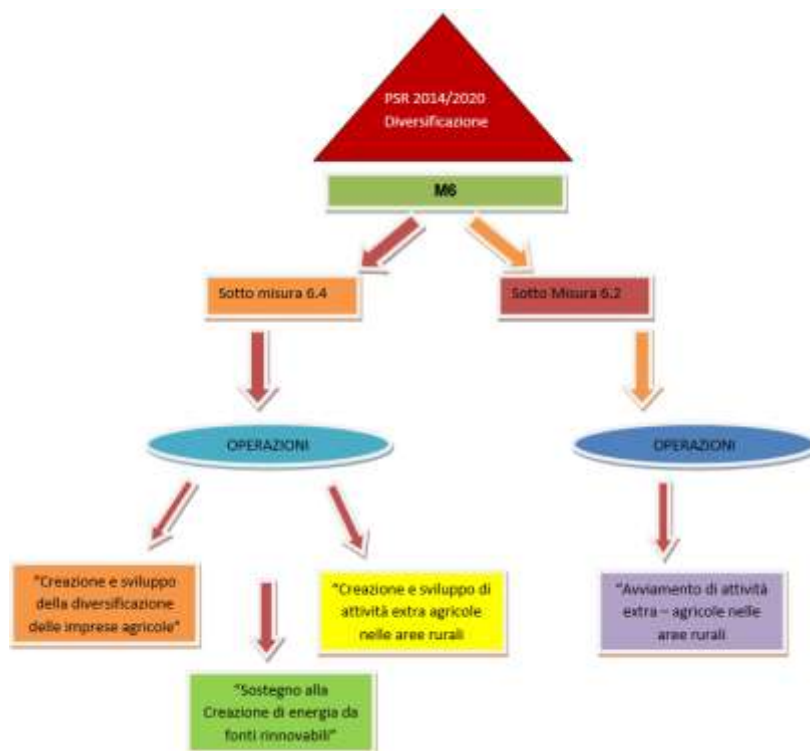 PSR 2014/2020
Diversificazione
M6
Sotto misura 6.4
Sotto Misura 6.2
OPERAZIONI
OPERAZIONI
"Creazione e sviluppo
della diversificazione
delle imprese agricole"
"Creazione e sviluppo di
attività extra agricole
nelle aree rurali
"Avviamento di attività
extra – agricole nelle
aree rurali
"Sostegno alla
Creazione di energia da
fonti rinnovabili"